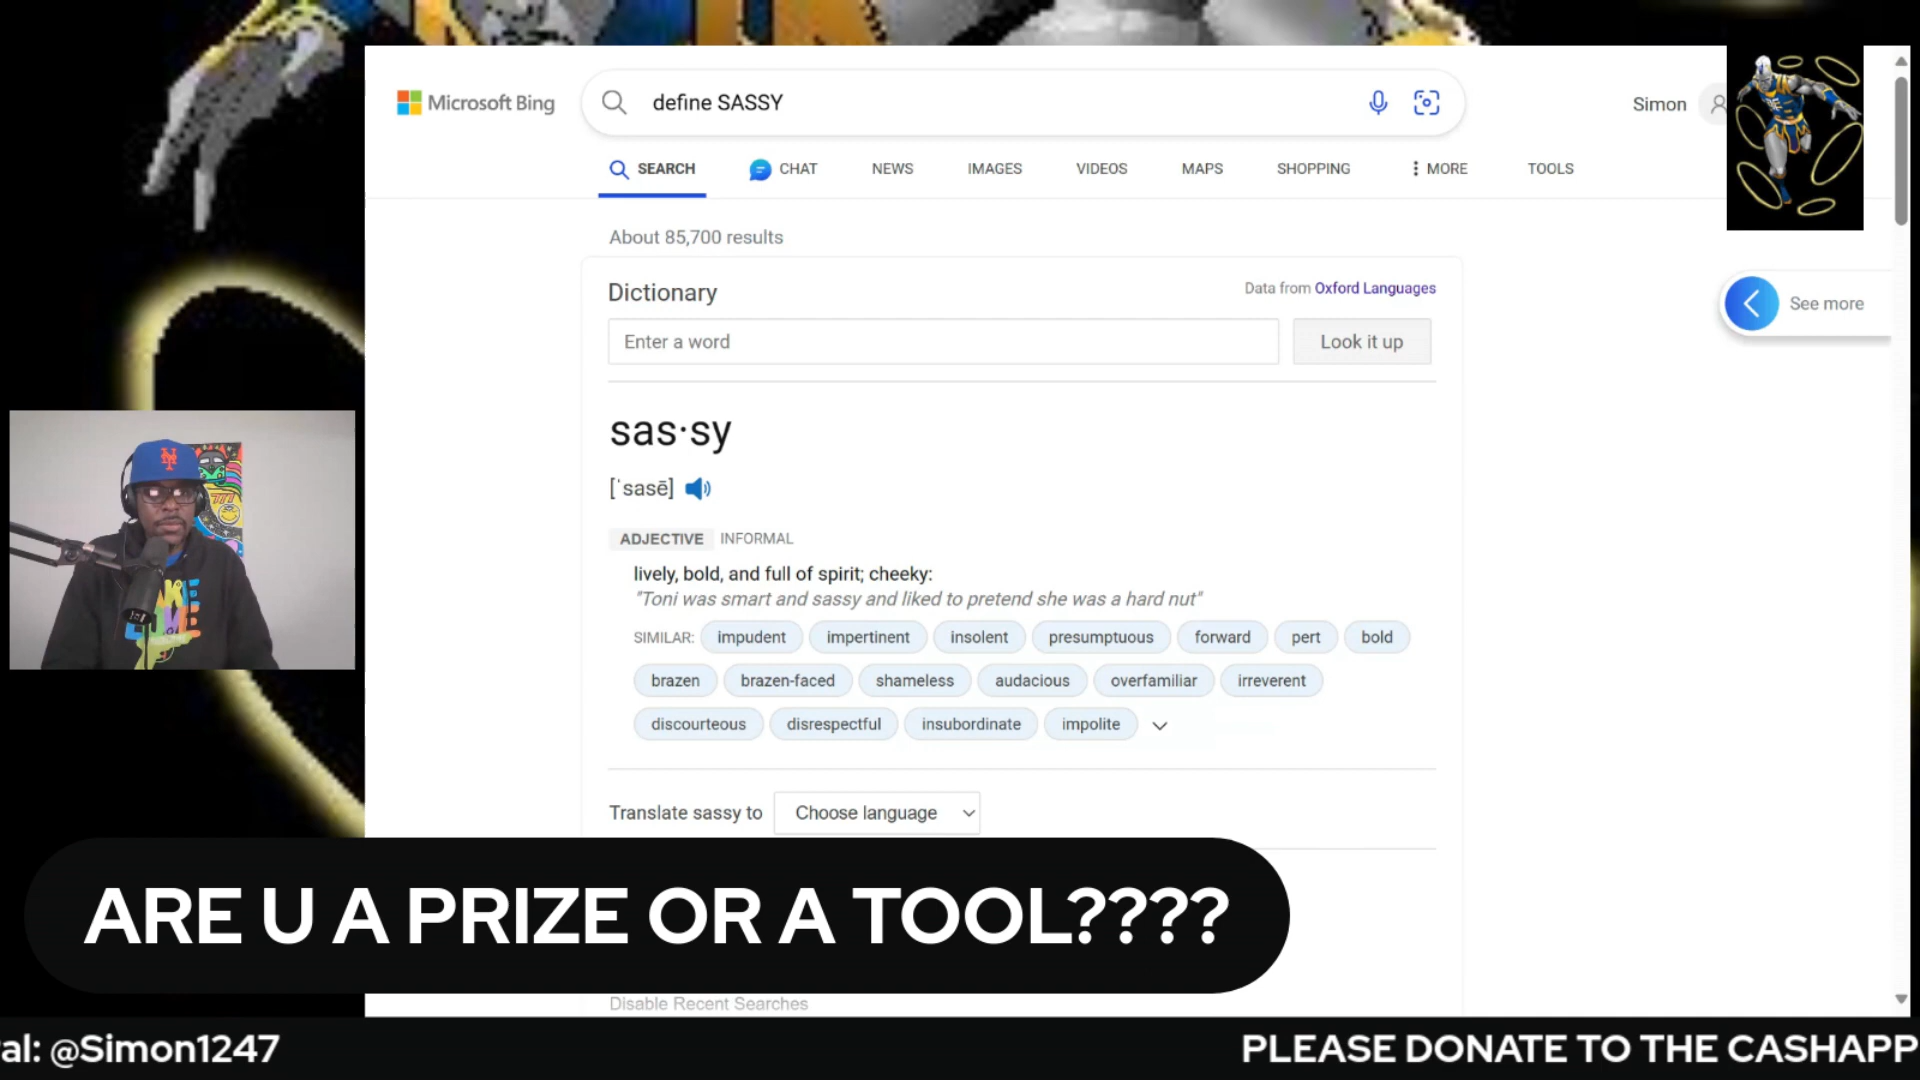 Microsoft Bing
define SASSY
Simon
SEARCH CHAT NEWS IMAGES VIDEOS MAPS SHOPPING MORE TOOLS
About 85,700 results
Dictionary
Data from Oxford Languages
Enter a word
Look it up
See more
sas·sy
[ˈsasē]
ADJECTIVE INFORMAL
lively, bold, and full of spirit; cheeky:
"Toni was smart and sassy and liked to pretend she was a hard nut"
SIMILAR: impudent impertinent insolent presumptuous forward pert bold
brazen brazen-faced shameless audacious overfamiliar irreverent
discourteous disrespectful insubordinate impolite
Translate sassy to Choose language
ARE U A PRIZE OR A TOOL????
Disable Recent Searches
al: @Simon1247
PLEASE DONATE TO THE CASHAPP